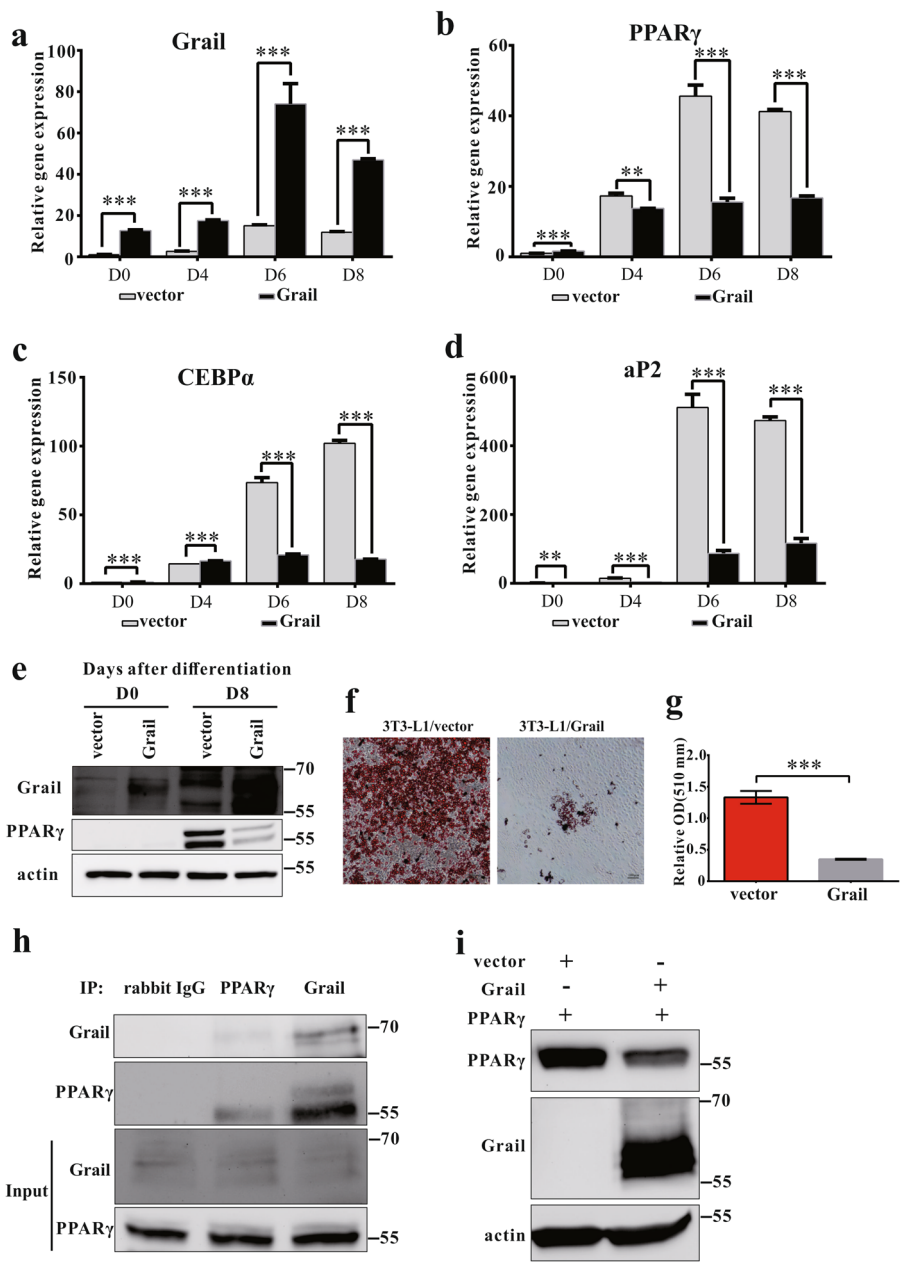 a
Grail
Relative gene expression
100
80
60
40
20
0
***
***
***
***
D0 D4 D6 D8
vector Grail
b
PPARγ
Relative gene expression
60
40
20
0
***
**
***
***
D0 D4 D6 D8
vector Grail
c
CEBPα
Relative gene expression
150
100
50
0
***
***
***
***
D0 D4 D6 D8
vector Grail
d
aP2
Relative gene expression
600
400
200
0
**
***
***
***
D0 D4 D6 D8
vector Grail
e
Days after differentiation
D0 D8
vector Grail vector Grail
Grail
70
55
PPARγ
55
actin
55
f
3T3-L1/vector 3T3-L1/Grail
g
Relative OD(510 mm)
2.0
1.5
1.0
0.5
0
***
vector Grail
h
IP: rabbit IgG PPARγ Grail
Grail
70
PPARγ
55
Input
Grail
70
PPARγ
55
i
vector + -
Grail - +
PPARγ + +
PPARγ
55
Grail
70
55
actin
55